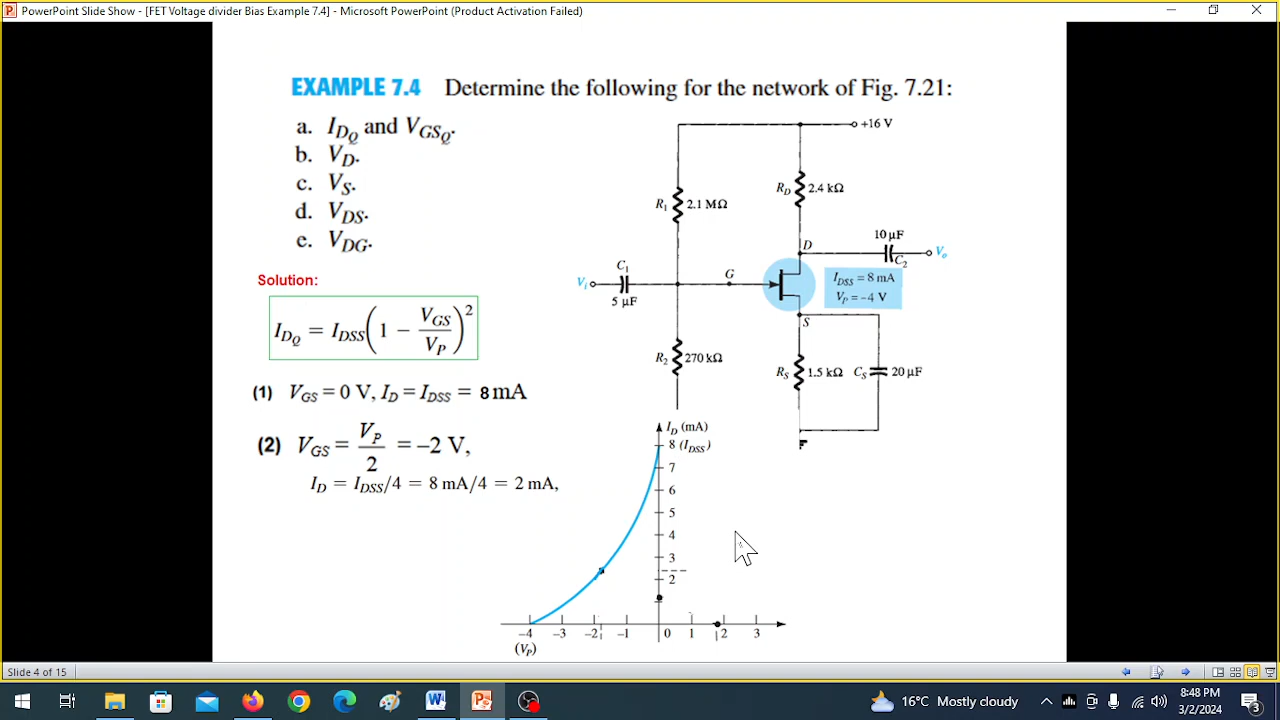 PowerPoint Slide Show - [FET Voltage divider Bias Example 7.4] - Microsoft PowerPoint (Product Activation Failed)
EXAMPLE 7.4 Determine the following for the network of Fig. 7.21:
a. I_DQ and V_GSQ.
b. V_D.
c. V_S.
d. V_DS.
e. V_DG.
Solution:
I_DQ = I_DSS(1 − V_GS/V_P)²
(1) V_GS = 0 V, I_D = I_DSS = 8 mA
(2) V_GS = V_P/2 = −2 V,
I_D = I_DSS/4 = 8 mA/4 = 2 mA,
+16 V
R_D 2.4 kΩ
R_1 2.1 MΩ
10 μF
D
C_2
V_o
C_1
G
V_i
5 μF
I_DSS = 8 mA
V_P = −4 V
S
R_2 270 kΩ
R_S 1.5 kΩ C_S 20 μF
I_D (mA)
8 (I_DSS)
7
6
5
4
3
2
−4 −3 −2 −1 0 1 2 3
(V_P)
Slide 4 of 15
16°C Mostly cloudy
8:48 PM
3/2/2024
3